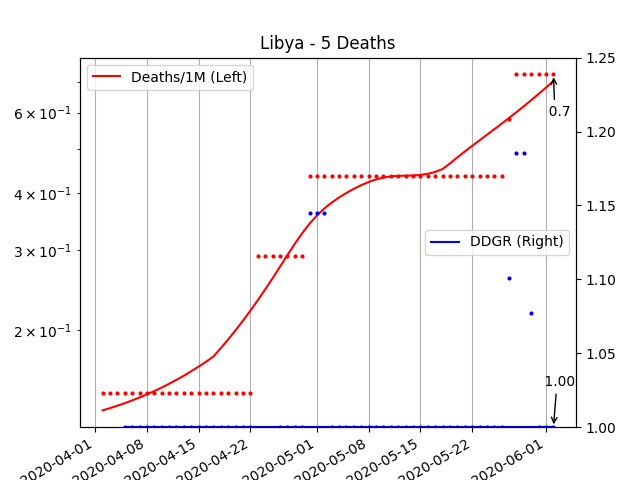 Libya - 5 Deaths
Deaths/1M (Left)
DDGR (Right)
6 × 10⁻¹
4 × 10⁻¹
3 × 10⁻¹
2 × 10⁻¹
1.25
1.20
1.15
1.10
1.05
1.00
0.7
1.00
2020-04-01
2020-04-08
2020-04-15
2020-04-22
2020-05-01
2020-05-08
2020-05-15
2020-05-22
2020-06-01